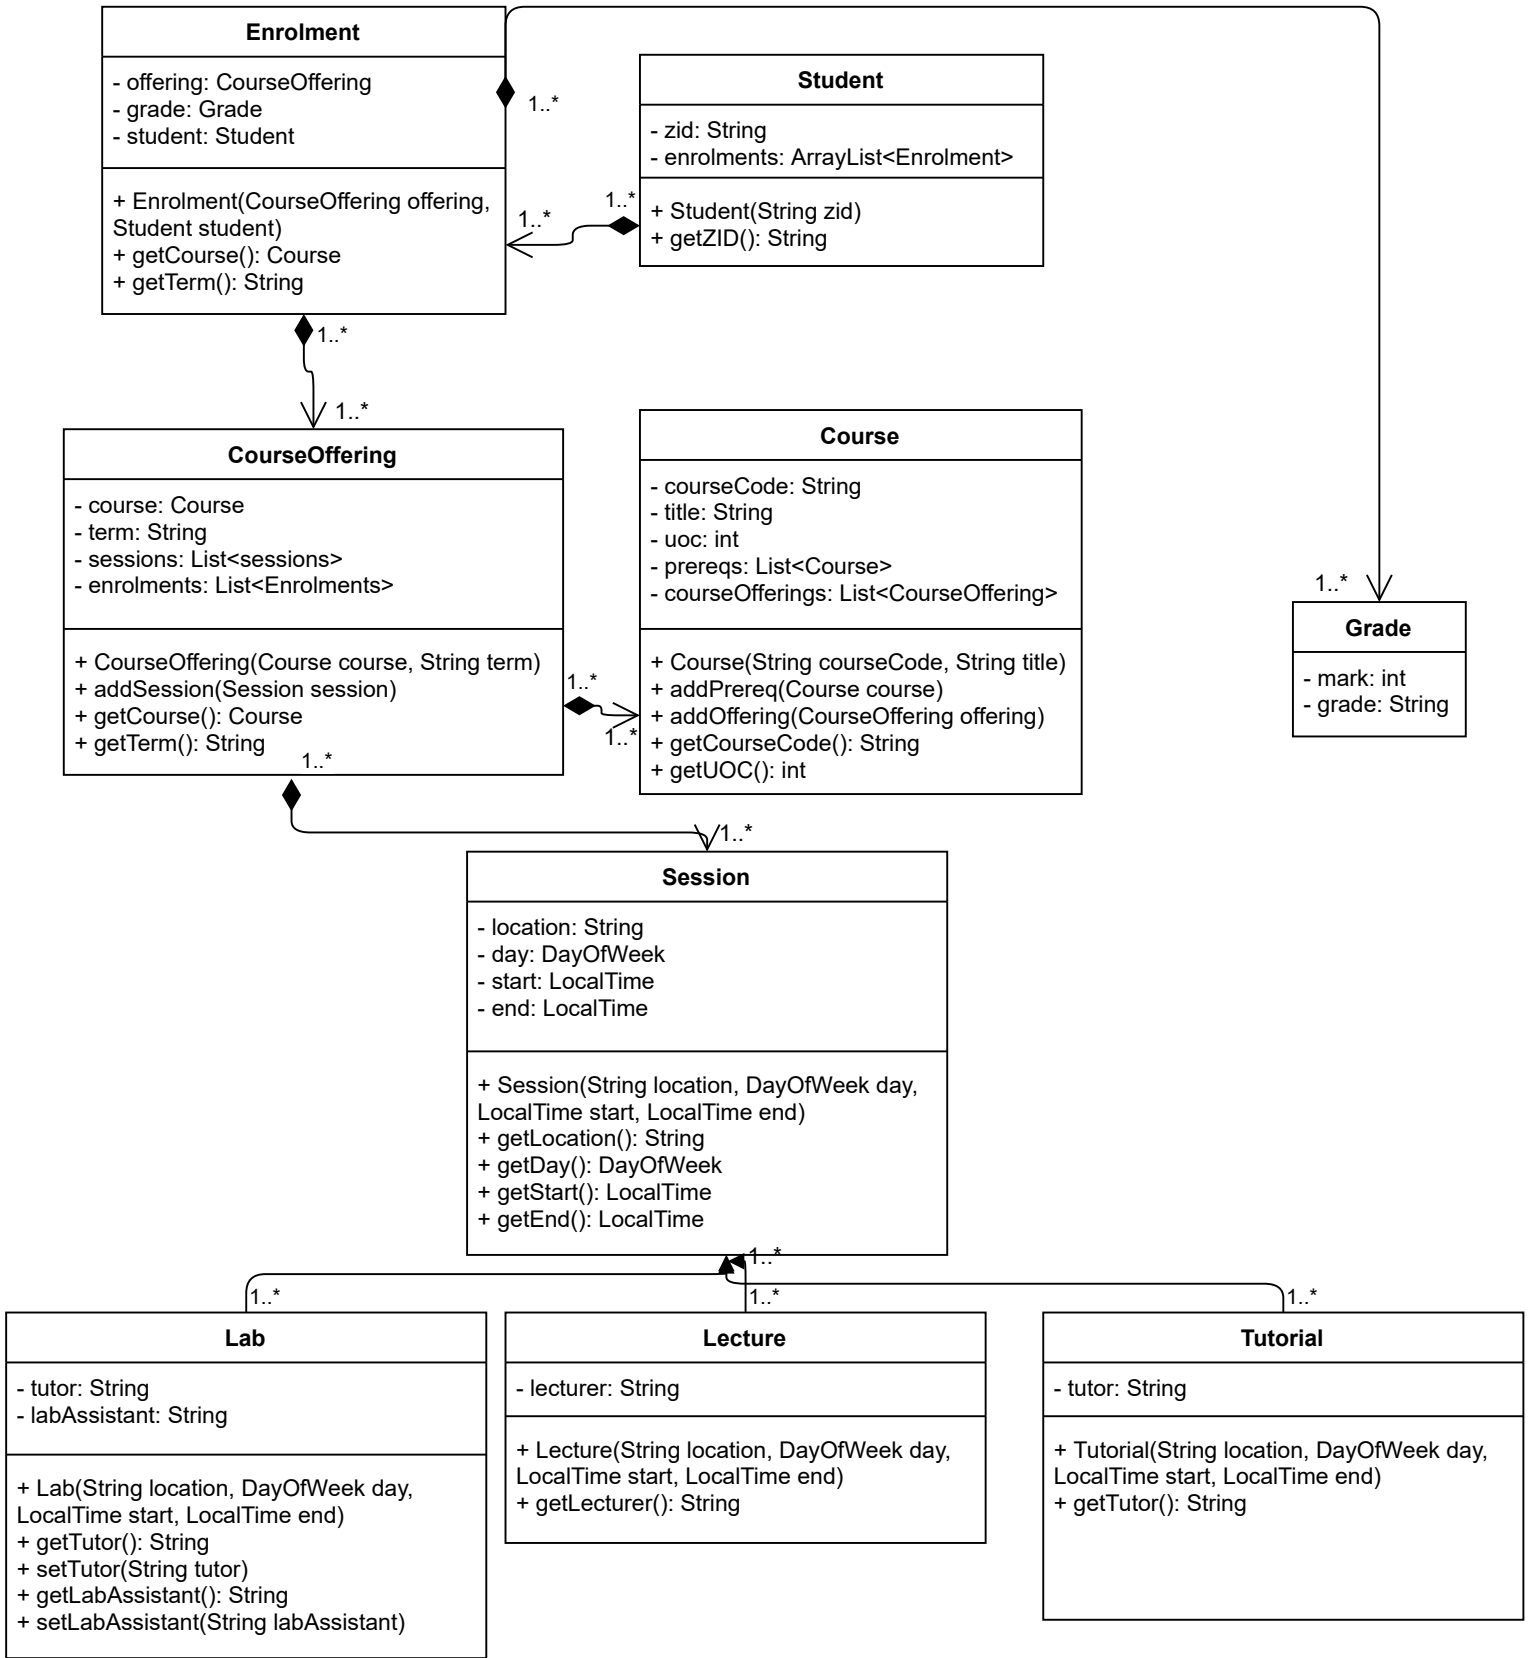 Enrolment
- offering: CourseOffering
- grade: Grade
- student: Student
+ Enrolment(CourseOffering offering,
Student student)
+ getCourse(): Course
+ getTerm(): String
1..*
Student
- zid: String
- enrolments: ArrayList<Enrolment>
+ Student(String zid)
+ getZID(): String
1..*
1..*
1..*
1..*
CourseOffering
- course: Course
- term: String
- sessions: List<sessions>
- enrolments: List<Enrolments>
+ CourseOffering(Course course, String term)
+ addSession(Session session)
+ getCourse(): Course
+ getTerm(): String
1..*
1..*
1..*
Course
- courseCode: String
- title: String
- uoc: int
- prereqs: List<Course>
- courseOfferings: List<CourseOffering>
+ Course(String courseCode, String title)
+ addPrereq(Course course)
+ addOffering(CourseOffering offering)
+ getCourseCode(): String
+ getUOC(): int
1..*
Grade
- mark: int
- grade: String
1..*
Session
- location: String
- day: DayOfWeek
- start: LocalTime
- end: LocalTime
+ Session(String location, DayOfWeek day,
LocalTime start, LocalTime end)
+ getLocation(): String
+ getDay(): DayOfWeek
+ getStart(): LocalTime
+ getEnd(): LocalTime
1..*
1..*
1..*
1..*
Lab
- tutor: String
- labAssistant: String
+ Lab(String location, DayOfWeek day,
LocalTime start, LocalTime end)
+ getTutor(): String
+ setTutor(String tutor)
+ getLabAssistant(): String
+ setLabAssistant(String labAssistant)
Lecture
- lecturer: String
+ Lecture(String location, DayOfWeek day,
LocalTime start, LocalTime end)
+ getLecturer(): String
Tutorial
- tutor: String
+ Tutorial(String location, DayOfWeek day,
LocalTime start, LocalTime end)
+ getTutor(): String